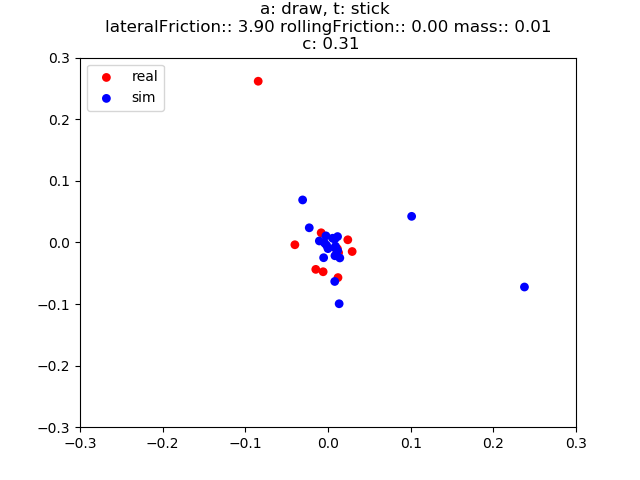 a: draw, t: stick
lateralFriction:: 3.90 rollingFriction:: 0.00 mass:: 0.01
c: 0.31
real
sim
0.3
0.2
0.1
0.0
−0.1
−0.2
−0.3
−0.3
−0.2
−0.1
0.0
0.1
0.2
0.3